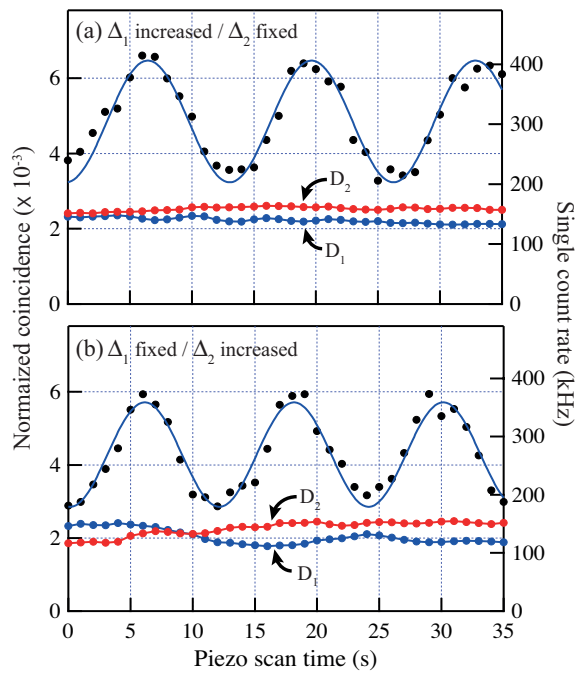 (a) Δ1 increased / Δ2 fixed
6
4
2
0
400
300
200
100
0
D2
D1
Normaized coincidence (x 10⁻³)
Single count rate (kHz)
(b) Δ1 fixed / Δ2 increased
6
4
2
0
400
300
200
100
0
D2
D1
0 5 10 15 20 25 30 35
Piezo scan time (s)